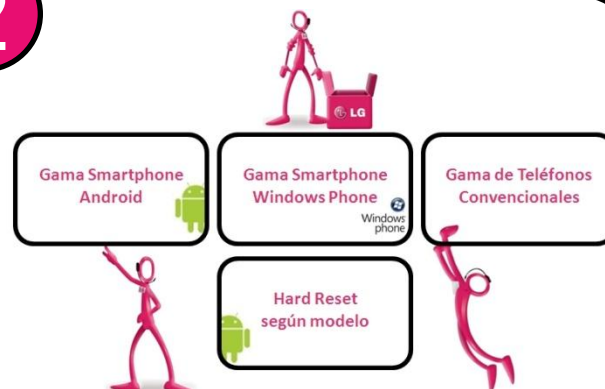 LG
Gama Smartphone
Android
Gama Smartphone
Windows Phone
Windows
phone
Gama de Teléfonos
Convencionales
Hard Reset
según modelo